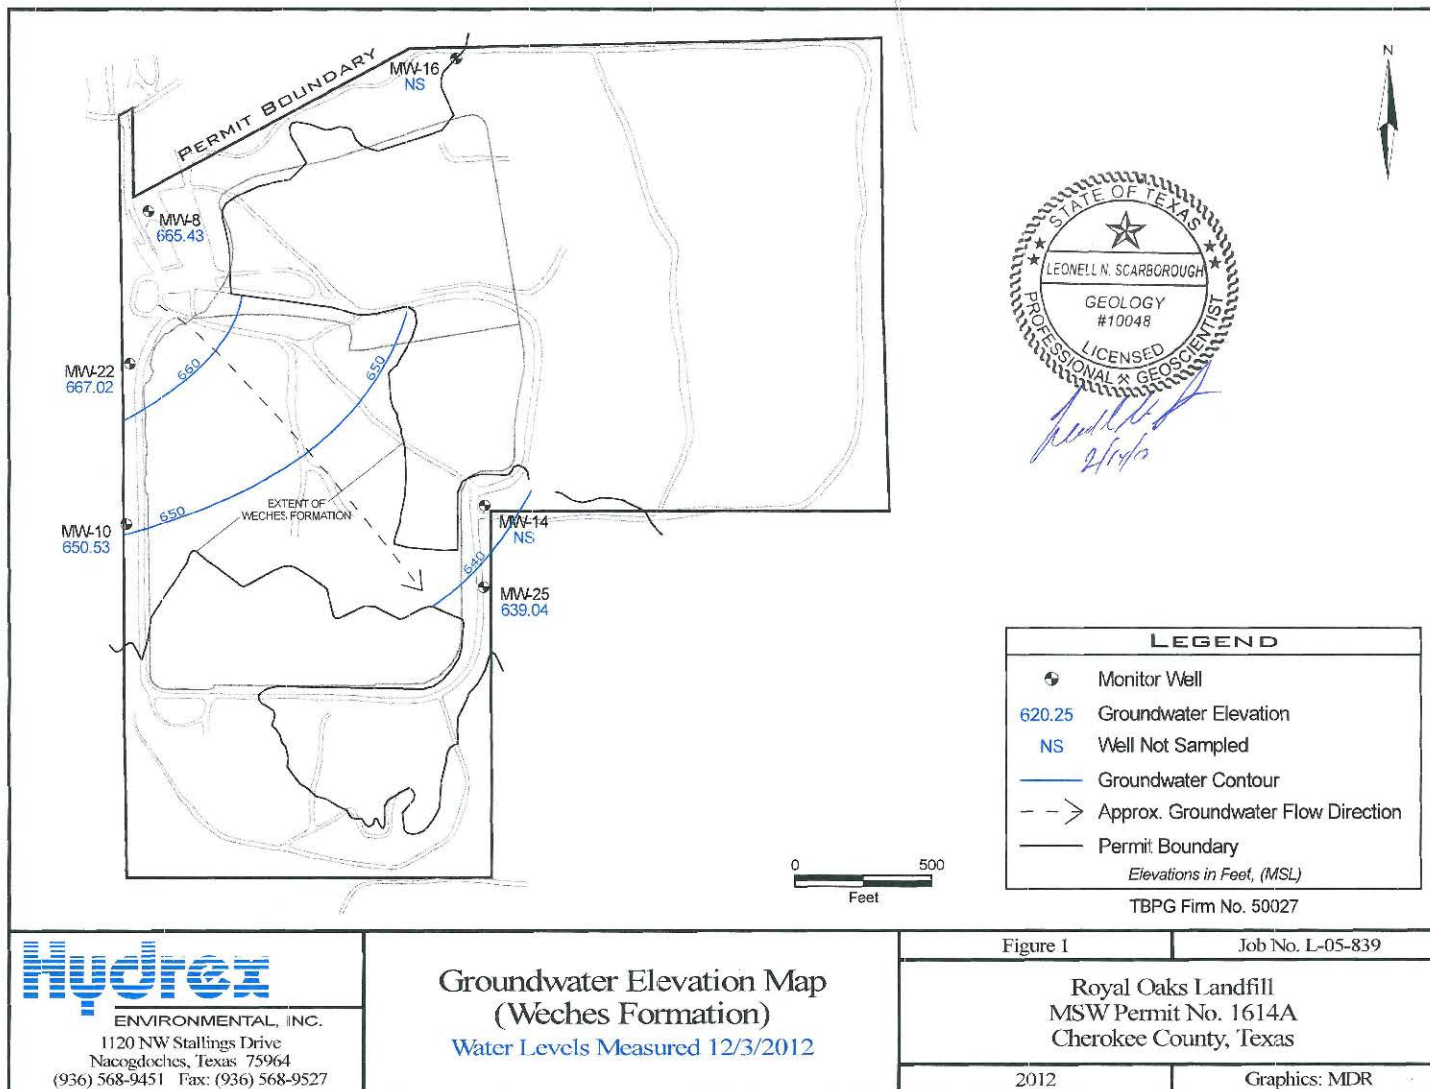 PERMIT BOUNDARY
MW-16
NS
N
MW-8
665.43
MW-22
667.02
660
650
EXTENT OF
WECHES FORMATION
650
MW-10
650.53
MW-14
NS
640
MW-25
639.04
STATE OF TEXAS
LEONELL N. SCARBOROUGH
GEOLOGY
#10048
LICENSED
PROFESSIONAL GEOSCIENTIST
LEGEND
Monitor Well
620.25 Groundwater Elevation
NS Well Not Sampled
Groundwater Contour
Approx. Groundwater Flow Direction
Permit Boundary
Elevations in Feet, (MSL)
TBPG Firm No. 50027
0 500
Feet
Hydrex
ENVIRONMENTAL, INC.
1120 NW Stallings Drive
Nacogdoches, Texas 75964
(936) 568-9451 Fax: (936) 568-9527
Groundwater Elevation Map
(Weches Formation)
Water Levels Measured 12/3/2012
Figure 1
Job No. L-05-839
Royal Oaks Landfill
MSW Permit No. 1614A
Cherokee County, Texas
2012
Graphics: MDR